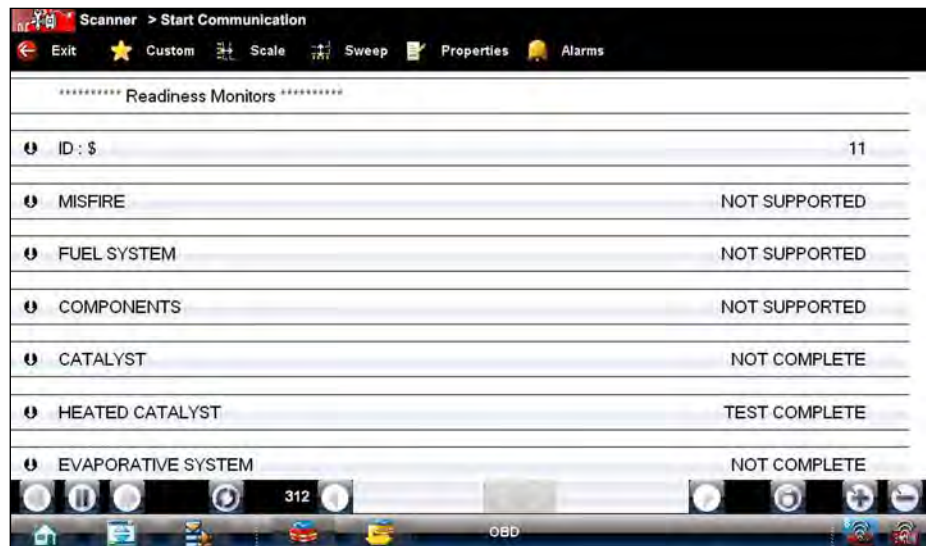 Scanner > Start Communication
Exit Custom Scale Sweep Properties Alarms
********** Readiness Monitors **********
ID : $ 11
MISFIRE NOT SUPPORTED
FUEL SYSTEM NOT SUPPORTED
COMPONENTS NOT SUPPORTED
CATALYST NOT COMPLETE
HEATED CATALYST TEST COMPLETE
EVAPORATIVE SYSTEM NOT COMPLETE
312
OBD